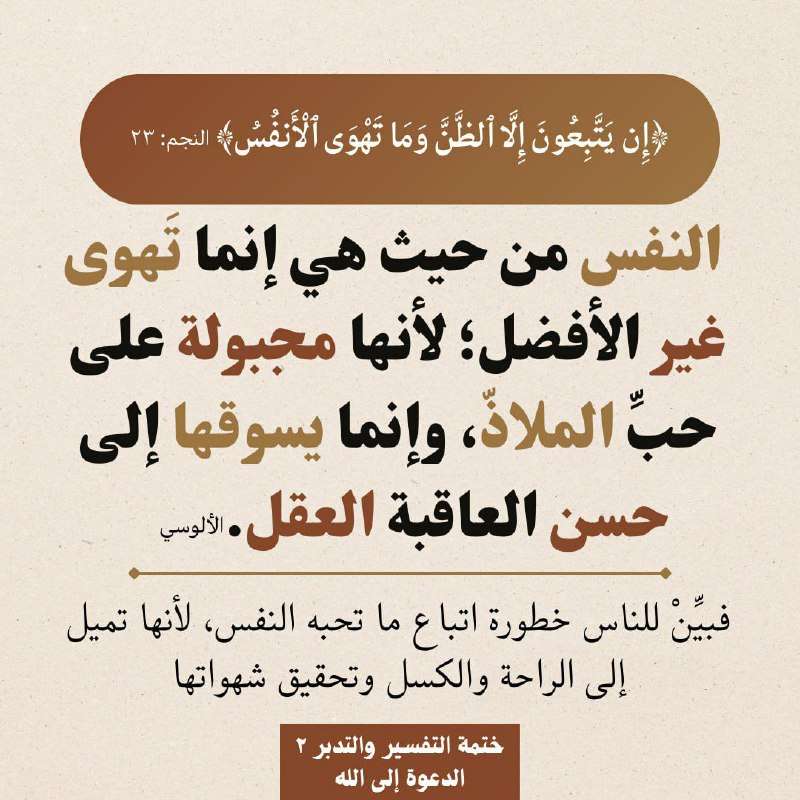 ﴿إِن يَتَّبِعُونَ إِلَّا ٱلظَّنَّ وَمَا تَهْوَى ٱلْأَنفُسُ﴾ النجم: ٢٣
النفس من حيث هي إنما تَهوى
غير الأفضل؛ لأنها مجبولة على
حبِّ الملاذّ، وإنما يسوقها إلى
حسن العاقبة العقل. الألوسي
فبيِّنْ للناس خطورة اتباع ما تحبه النفس، لأنها تميل
إلى الراحة والكسل وتحقيق شهواتها
ختمة التفسير والتدبر ٢
الدعوة إلى الله